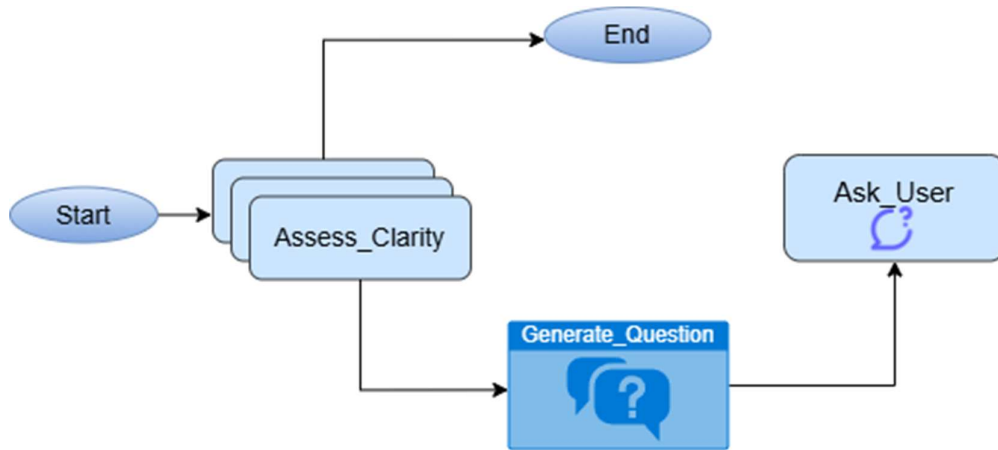 End
Start
Assess_Clarity
Ask_User
?
Generate_Question
?